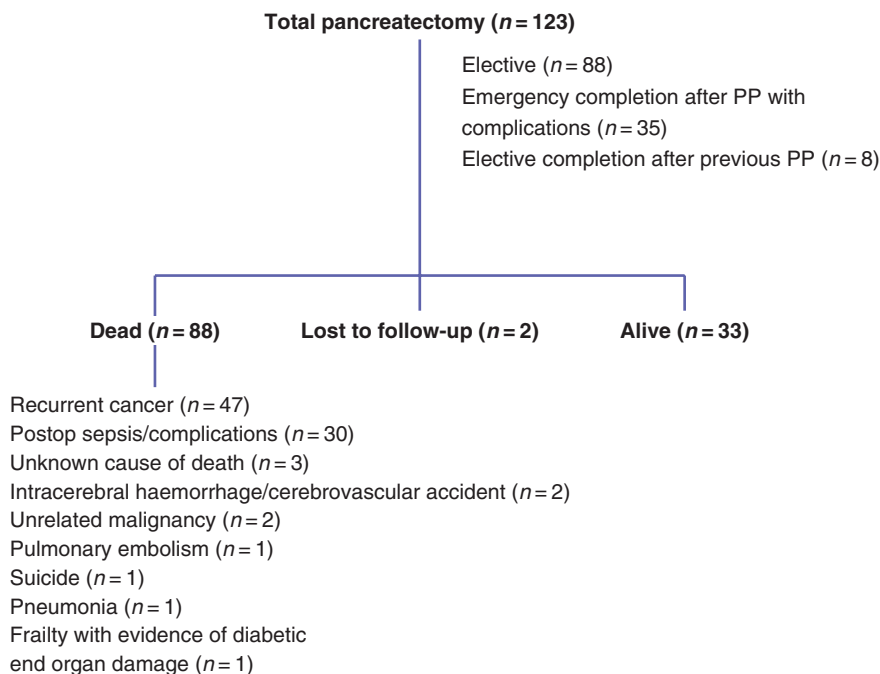 Total pancreatectomy (n = 123)
Elective (n = 88)
Emergency completion after PP with
complications (n = 35)
Elective completion after previous PP (n = 8)
Dead (n = 88)
Lost to follow-up (n = 2)
Alive (n = 33)
Recurrent cancer (n = 47)
Postop sepsis/complications (n = 30)
Unknown cause of death (n = 3)
Intracerebral haemorrhage/cerebrovascular accident (n = 2)
Unrelated malignancy (n = 2)
Pulmonary embolism (n = 1)
Suicide (n = 1)
Pneumonia (n = 1)
Frailty with evidence of diabetic
end organ damage (n = 1)